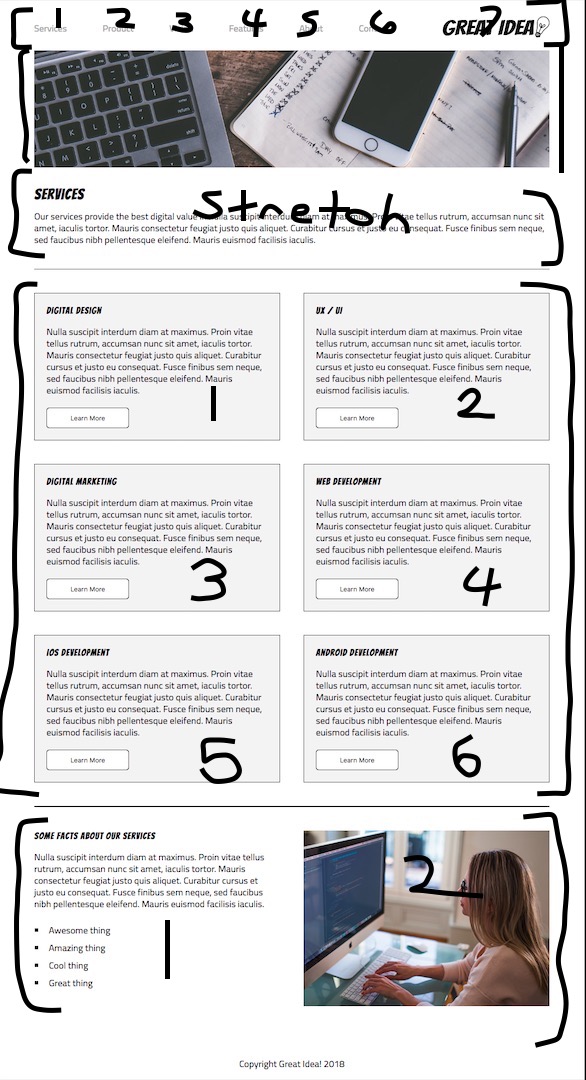 1 2 3 4 5 6 7
Services Product Features About GREAT IDEA
SERVICES
stretch
Our services provide the best digital value suscipit interdum diam at maximus. Proin vitae tellus rutrum, accumsan nunc sit
amet, iaculis tortor. Mauris consectetur feugiat justo quis aliquet. Curabitur cursus et justo eu consequat. Fusce finibus sem neque,
sed faucibus nibh pellentesque eleifend. Mauris euismod facilisis iaculis.
DIGITAL DESIGN
Nulla suscipit interdum diam at maximus. Proin vitae
tellus rutrum, accumsan nunc sit amet, iaculis tortor.
Mauris consectetur feugiat justo quis aliquet. Curabitur
cursus et justo eu consequat. Fusce finibus sem neque,
sed faucibus nibh pellentesque eleifend. Mauris
euismod facilisis iaculis.
1
Learn More
UX / UI
Nulla suscipit interdum diam at maximus. Proin vitae
tellus rutrum, accumsan nunc sit amet, iaculis tortor.
Mauris consectetur feugiat justo quis aliquet. Curabitur
cursus et justo eu consequat. Fusce finibus sem neque,
sed faucibus nibh pellentesque eleifend. Mauris
euismod facilisis iaculis.
2
Learn More
DIGITAL MARKETING
Nulla suscipit interdum diam at maximus. Proin vitae
tellus rutrum, accumsan nunc sit amet, iaculis tortor.
Mauris consectetur feugiat justo quis aliquet. Curabitur
cursus et justo eu consequat. Fusce finibus sem neque,
sed faucibus nibh pellentesque eleifend. Mauris
euismod facilisis iaculis.
3
Learn More
WEB DEVELOPMENT
Nulla suscipit interdum diam at maximus. Proin vitae
tellus rutrum, accumsan nunc sit amet, iaculis tortor.
Mauris consectetur feugiat justo quis aliquet. Curabitur
cursus et justo eu consequat. Fusce finibus sem neque,
sed faucibus nibh pellentesque eleifend. Mauris
euismod facilisis iaculis.
4
Learn More
IOS DEVELOPMENT
Nulla suscipit interdum diam at maximus. Proin vitae
tellus rutrum, accumsan nunc sit amet, iaculis tortor.
Mauris consectetur feugiat justo quis aliquet. Curabitur
cursus et justo eu consequat. Fusce finibus sem neque,
sed faucibus nibh pellentesque eleifend. Mauris
euismod facilisis iaculis.
5
Learn More
ANDROID DEVELOPMENT
Nulla suscipit interdum diam at maximus. Proin vitae
tellus rutrum, accumsan nunc sit amet, iaculis tortor.
Mauris consectetur feugiat justo quis aliquet. Curabitur
cursus et justo eu consequat. Fusce finibus sem neque,
sed faucibus nibh pellentesque eleifend. Mauris
euismod facilisis iaculis.
6
Learn More
SOME FACTS ABOUT OUR SERVICES
Nulla suscipit interdum diam at maximus. Proin vitae tellus
rutrum, accumsan nunc sit amet, iaculis tortor. Mauris
consectetur feugiat justo quis aliquet. Curabitur cursus et
justo eu consequat. Fusce finibus sem neque, sed faucibus
nibh pellentesque eleifend. Mauris euismod facilisis iaculis.
Awesome thing
Amazing thing
Cool thing
Great thing
1
2
Copyright Great Idea! 2018